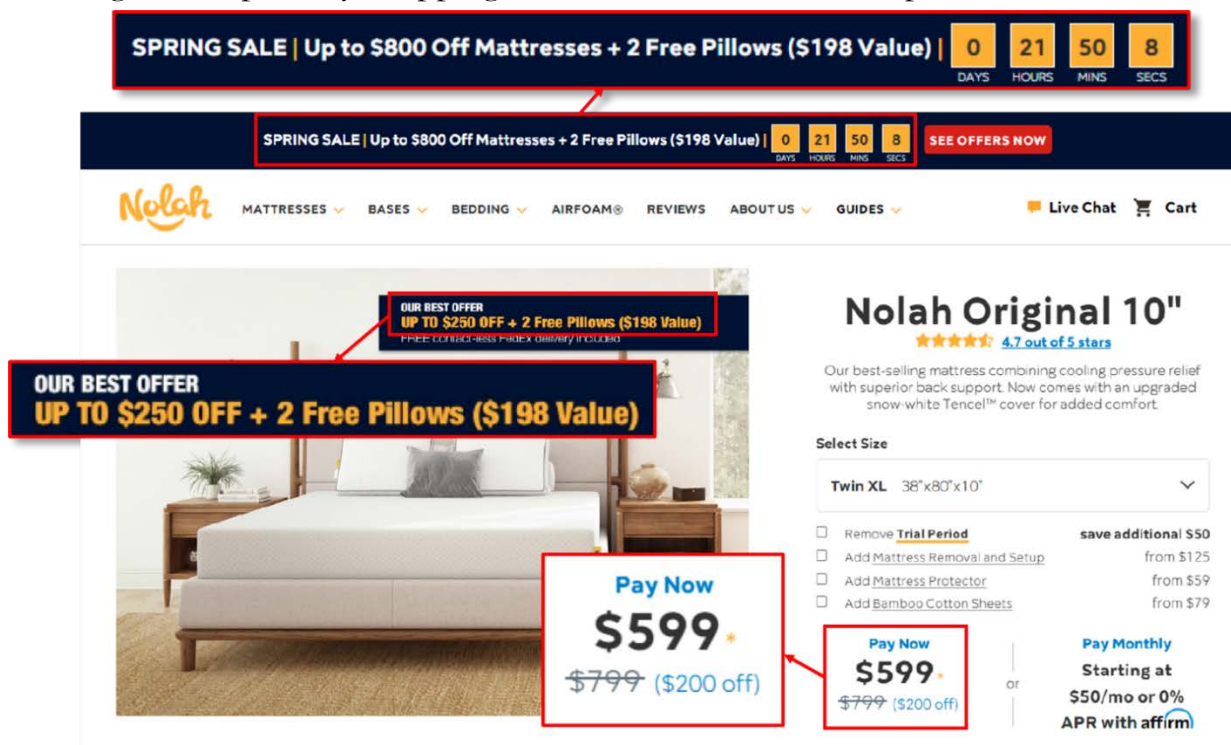 SPRING SALE | Up to $800 Off Mattresses + 2 Free Pillows ($198 Value) | 0 21 50 8
DAYS HOURS MINS SECS
SPRING SALE | Up to $800 Off Mattresses + 2 Free Pillows ($198 Value) | 0 21 50 8 SEE OFFERS NOW
DAYS HOURS MINS SECS
Nolah MATTRESSES BASES BEDDING AIRFOAM® REVIEWS ABOUT US GUIDES Live Chat Cart
OUR BEST OFFER
UP TO $250 OFF + 2 Free Pillows ($198 Value)
FREE contact-less FedEx delivery included
OUR BEST OFFER
UP TO $250 OFF + 2 Free Pillows ($198 Value)
Nolah Original 10"
4.7 out of 5 stars
Our best-selling mattress combining cooling pressure relief
with superior back support. Now comes with an upgraded
snow-white Tencel™ cover for added comfort.
Select Size
Twin XL 38"x80"x10"
Remove Trial Period save additional $50
Add Mattress Removal and Setup from $125
Add Mattress Protector from $59
Add Bamboo Cotton Sheets from $79
Pay Now
$599*
$799 ($200 off)
Pay Now
$599*
$799 ($200 off)
or
Pay Monthly
Starting at
$50/mo or 0%
APR with affirm